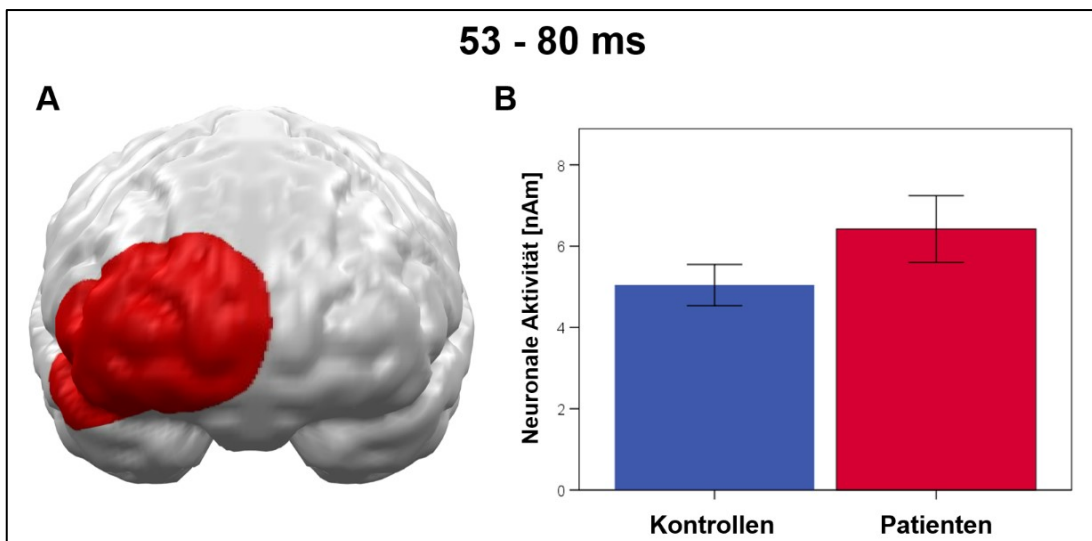 53 - 80 ms
A
B
Neuronale Aktivität [nAm]
8
6
4
2
0
Kontrollen
Patienten